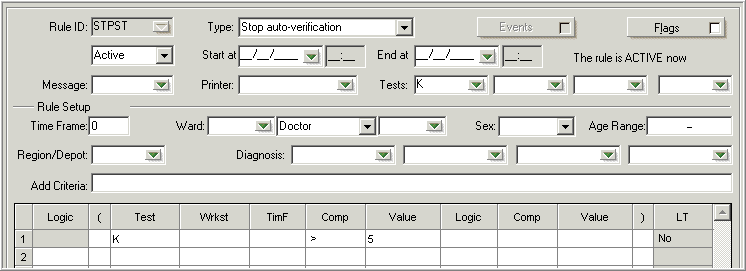 Rule ID: STPST Type: Stop auto-verification Events Flags
Active Start at __/__/____ __:__ End at __/__/____ __:__ The rule is ACTIVE now
Message: Printer: Tests: K
Rule Setup
Time Frame: 0 Ward: Doctor Sex: Age Range: –
Region/Depot: Diagnosis:
Add Criteria:
Logic ( Test Wrkst TimF Comp Value Logic Comp Value ) LT
1 K > 5 No
2